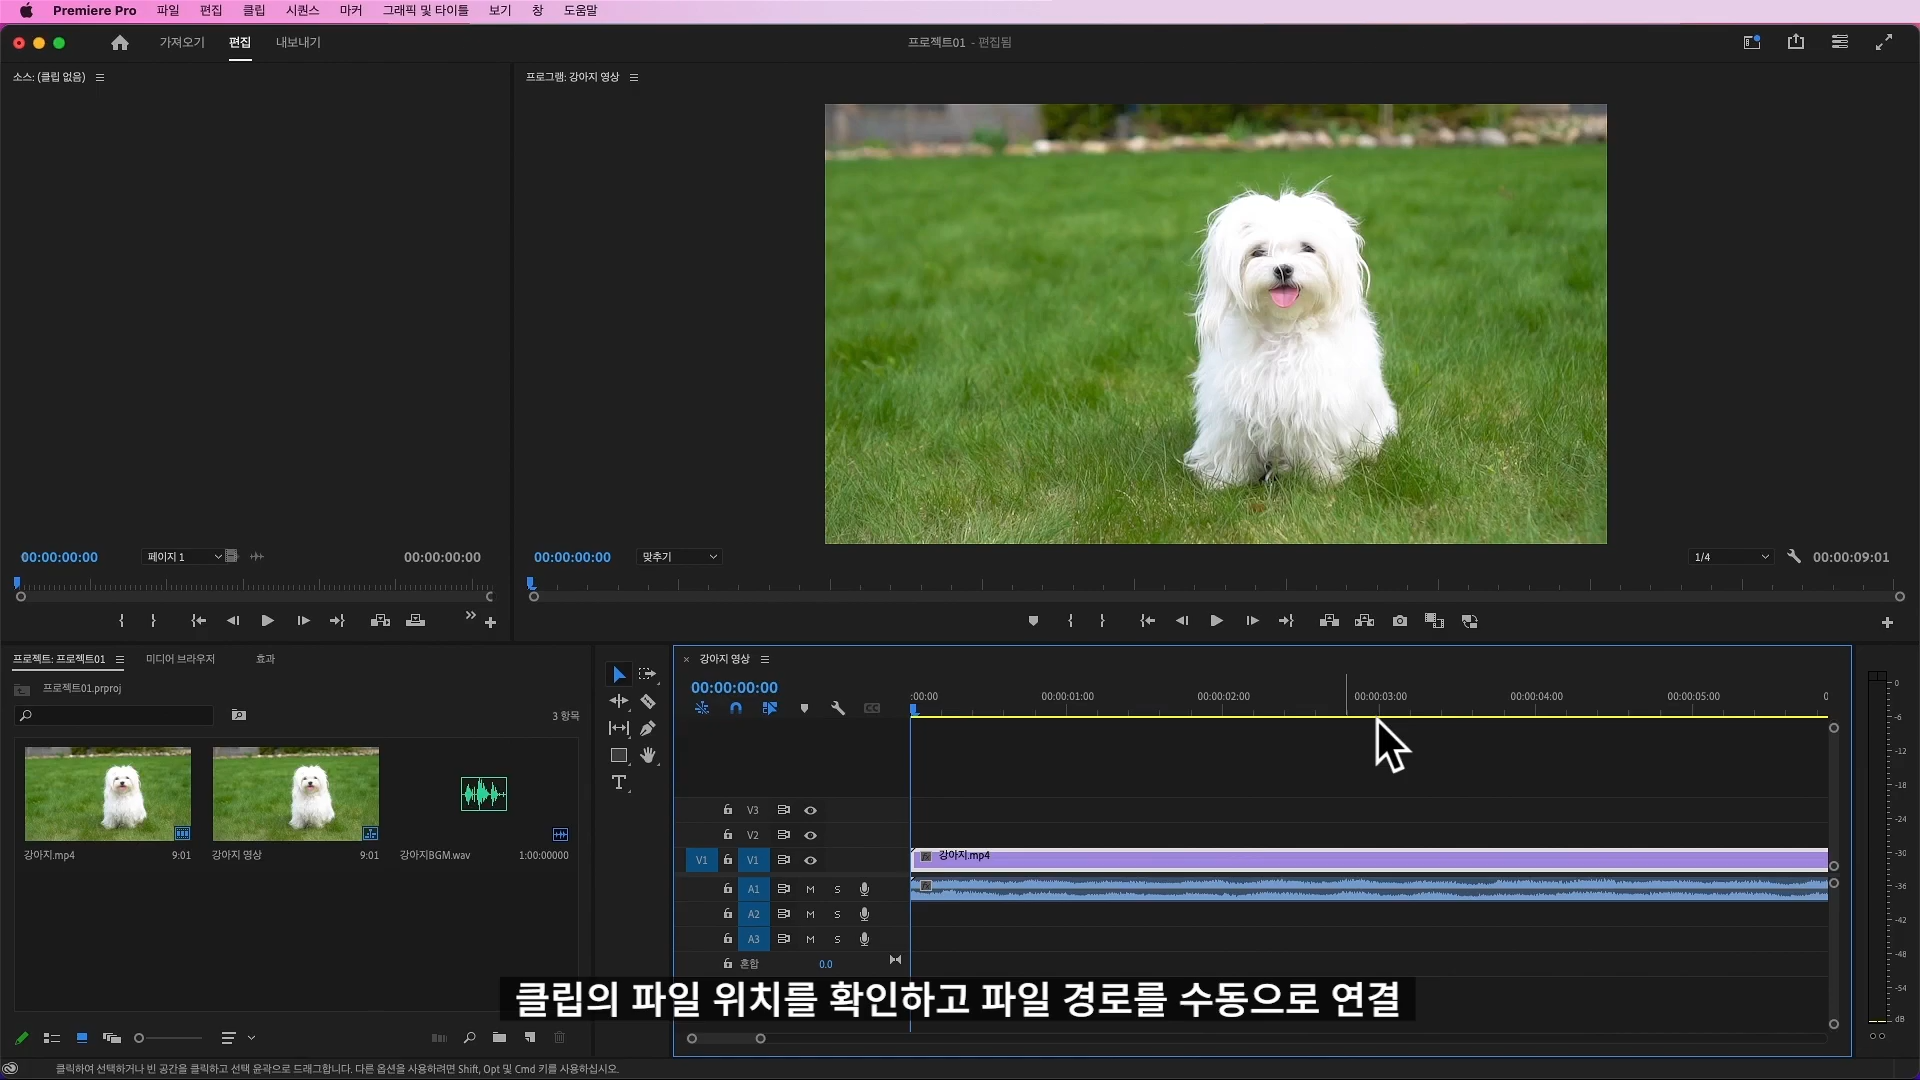 Premiere Pro 파일 편집 클립 시퀀스 마커 그래픽 및 타이틀 보기 창 도움말
가져오기 편집 내보내기
프로젝트01 - 편집됨
소스: (클립 없음)
프로그램: 강아지 영상
00:00:00:00 페이지 1 00:00:00:00
00:00:00:00 맞추기 1/4 00:00:09:01
프로젝트: 프로젝트01 미디어 브라우저 효과
프로젝트01.prproj
3 항목
강아지.mp4 9:01
강아지 영상 9:01
강아지BGM.wav 1:00:00000
× 강아지 영상
00:00:00:00
:00:00 00:00:01:00 00:00:02:00 00:00:03:00 00:00:04:00 00:00:05:00 0
CC
V3
V2
V1 V1 강아지.mp4
A1 M S
A2 M S
A3 M S
혼합 0.0
0
-6
-12
-18
-24
-30
-36
-42
-48
-54
dB
클립의 파일 위치를 확인하고 파일 경로를 수동으로 연결
클릭하여 선택하거나 빈 공간을 클릭하고 선택 윤곽으로 드래그합니다. 다른 옵션을 사용하려면 Shift, Opt 및 Cmd 키를 사용하십시오.